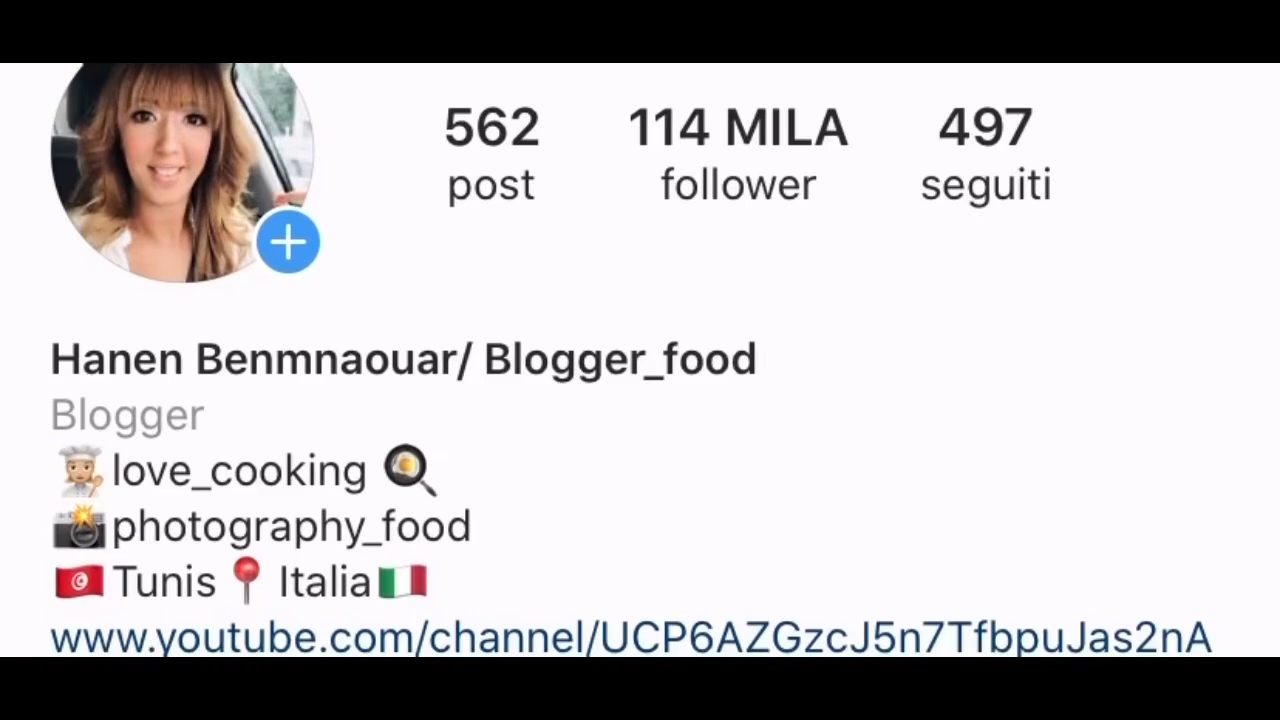 562 114 MILA 497
post follower seguiti
Hanen Benmnaouar/ Blogger_food
Blogger
love_cooking
photography_food
Tunis Italia
www.youtube.com/channel/UCP6AZGzcJ5n7TfbpuJas2nA